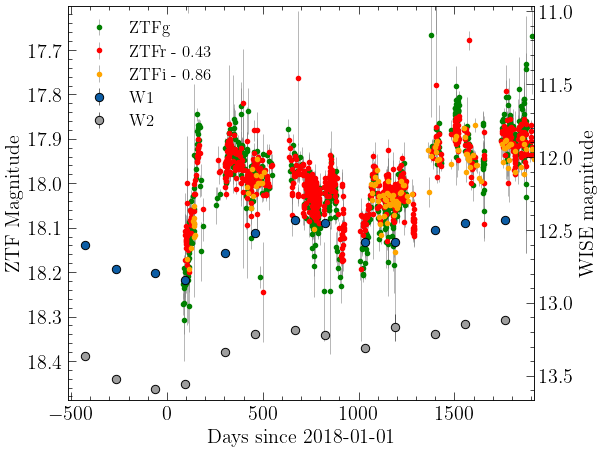 ZTFg
ZTFr - 0.43
ZTFi - 0.86
W1
W2
17.7
17.8
17.9
18.0
18.1
18.2
18.3
18.4
ZTF Magnitude
11.0
11.5
12.0
12.5
13.0
13.5
WISE magnitude
−500 0 500 1000 1500
Days since 2018-01-01